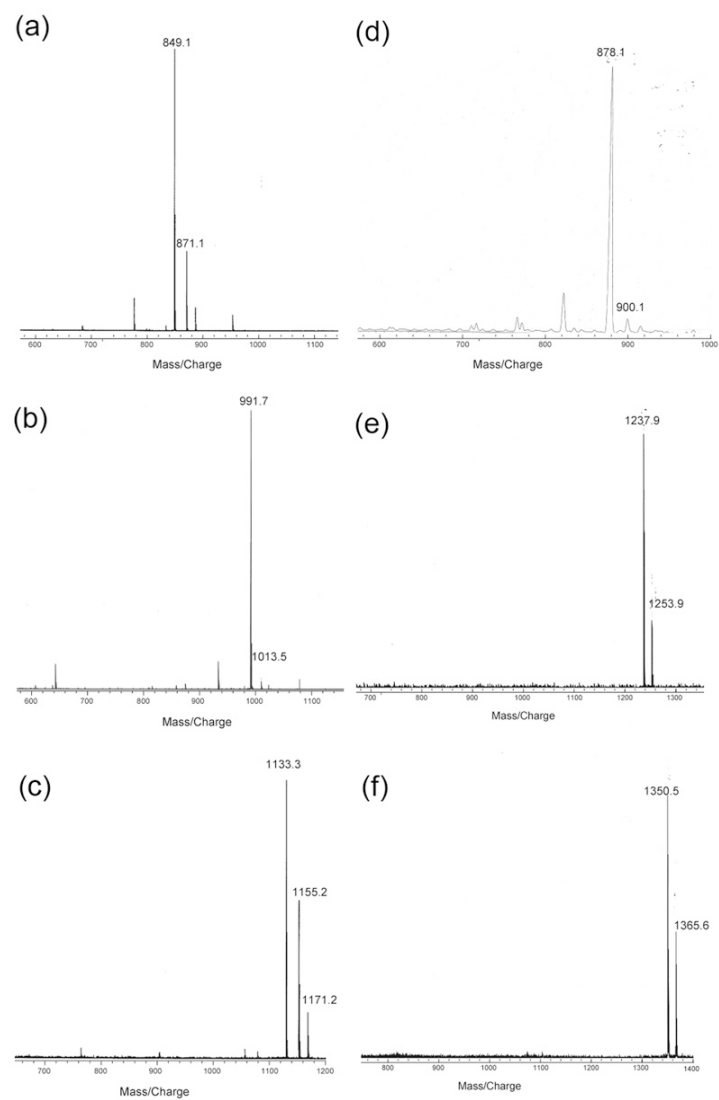 (a)
849.1
871.1
600 700 800 900 1000 1100
Mass/Charge
(d)
878.1
900.1
600 700 800 900 1000
Mass/Charge
(b)
991.7
1013.5
600 700 800 900 1000 1100
Mass/Charge
(e)
1237.9
1253.9
700 800 900 1000 1100 1200 1300
Mass/Charge
(c)
1133.3
1155.2
1171.2
700 800 900 1000 1100 1200
Mass/Charge
(f)
1350.5
1365.6
800 900 1000 1100 1200 1300 1400
Mass/Charge